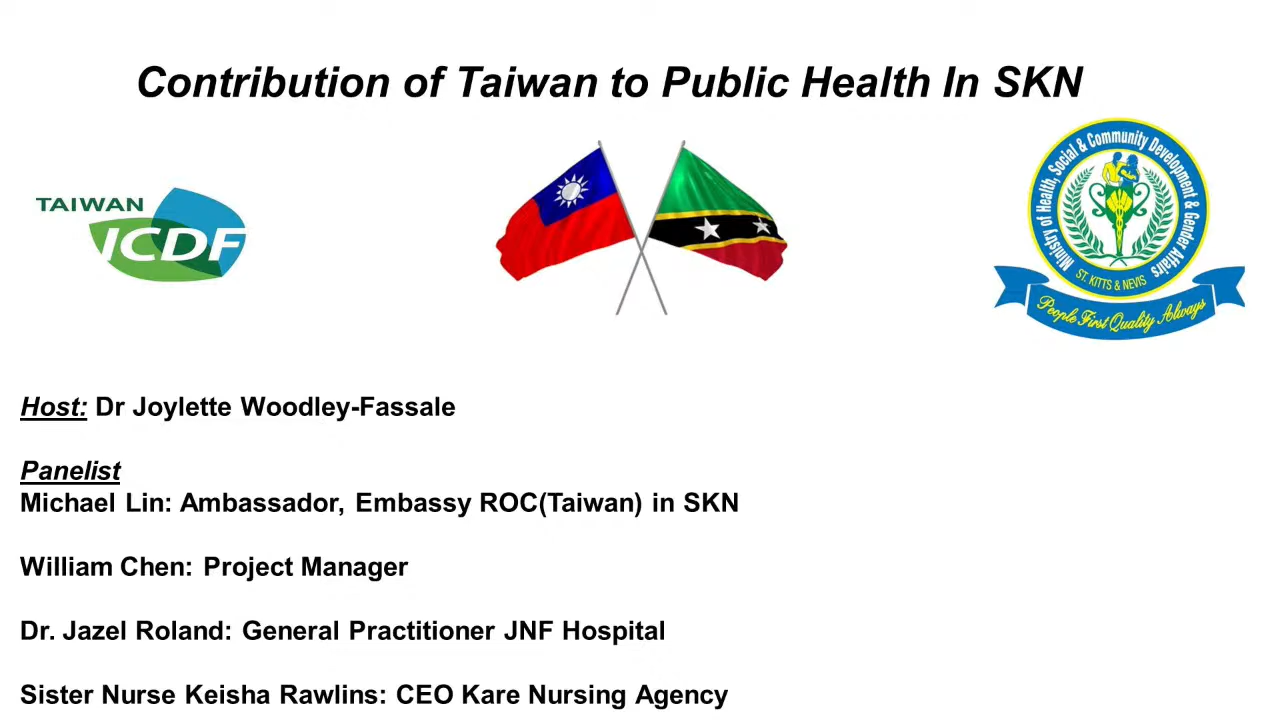 Contribution of Taiwan to Public Health In SKN
TAIWAN
ICDF
Ministry of Health, Social & Community Development & Gender Affairs
ST. KITTS & NEVIS
People First Quality Always
Host: Dr Joylette Woodley-Fassale
Panelist
Michael Lin: Ambassador, Embassy ROC(Taiwan) in SKN
William Chen: Project Manager
Dr. Jazel Roland: General Practitioner JNF Hospital
Sister Nurse Keisha Rawlins: CEO Kare Nursing Agency